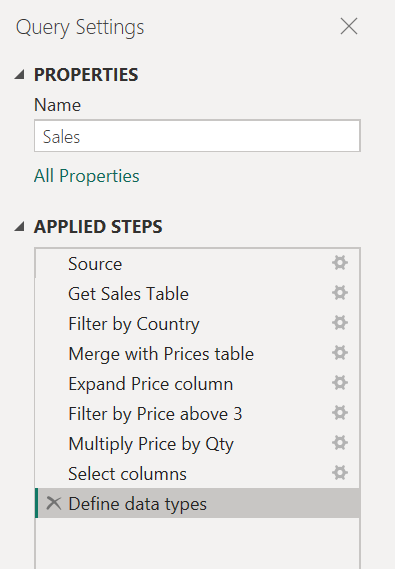 Query Settings
PROPERTIES
Name
Sales
All Properties
APPLIED STEPS
Source
Get Sales Table
Filter by Country
Merge with Prices table
Expand Price column
Filter by Price above 3
Multiply Price by Qty
Select columns
Define data types